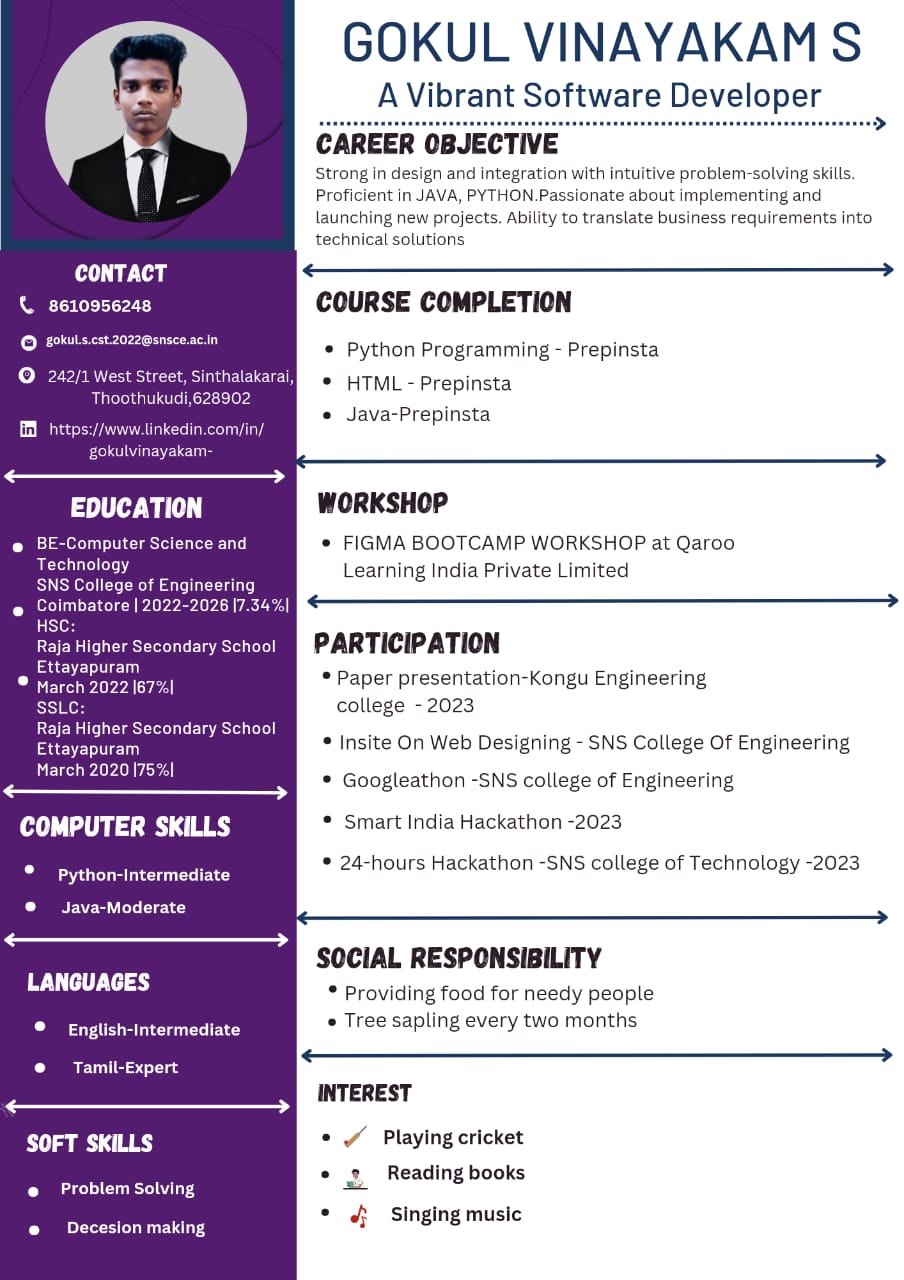 GOKUL VINAYAKAM S
A Vibrant Software Developer
CAREER OBJECTIVE
Strong in design and integration with intuitive problem-solving skills.
Proficient in JAVA, PYTHON.Passionate about implementing and
launching new projects. Ability to translate business requirements into
technical solutions
CONTACT
8610956248
gokul.s.cst.2022@snsce.ac.in
242/1 West Street, Sinthalakarai,
Thoothukudi,628902
https://www.linkedin.com/in/
gokulvinayakam-
EDUCATION
BE-Computer Science and
Technology
SNS College of Engineering
Coimbatore | 2022-2026 |7.34%|
HSC:
Raja Higher Secondary School
Ettayapuram
March 2022 |67%|
SSLC:
Raja Higher Secondary School
Ettayapuram
March 2020 |75%|
COMPUTER SKILLS
Python-Intermediate
Java-Moderate
LANGUAGES
English-Intermediate
Tamil-Expert
SOFT SKILLS
Problem Solving
Decesion making
COURSE COMPLETION
Python Programming - Prepinsta
HTML - Prepinsta
Java-Prepinsta
WORKSHOP
FIGMA BOOTCAMP WORKSHOP at Qaroo
Learning India Private Limited
PARTICIPATION
Paper presentation-Kongu Engineering
college - 2023
Insite On Web Designing - SNS College Of Engineering
Googleathon -SNS college of Engineering
Smart India Hackathon -2023
24-hours Hackathon -SNS college of Technology -2023
SOCIAL RESPONSIBILITY
Providing food for needy people
Tree sapling every two months
INTEREST
Playing cricket
Reading books
Singing music